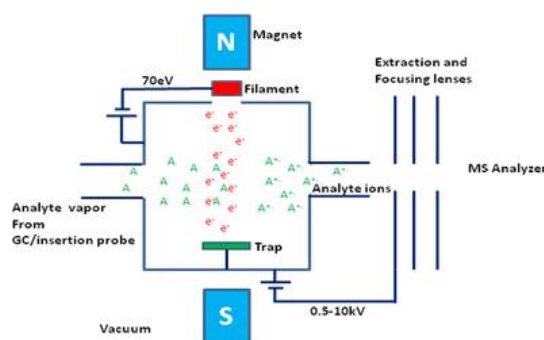 N
Magnet
70eV
Filament
Extraction and
Focusing lenses
e⁻ e⁻
e⁻
e⁻ e⁻
e⁻
e⁻
e⁻
e⁻
e⁻
e⁻
e⁻
A A A A A A
A A A A A
A⁺· A⁺· A⁺· A⁺·
A⁺· A⁺· A⁺·
A⁺· A⁺·
MS Analyzer
Analyte ions
Analyte vapor
From
GC/insertion probe
Trap
0.5-10kV
S
Vacuum